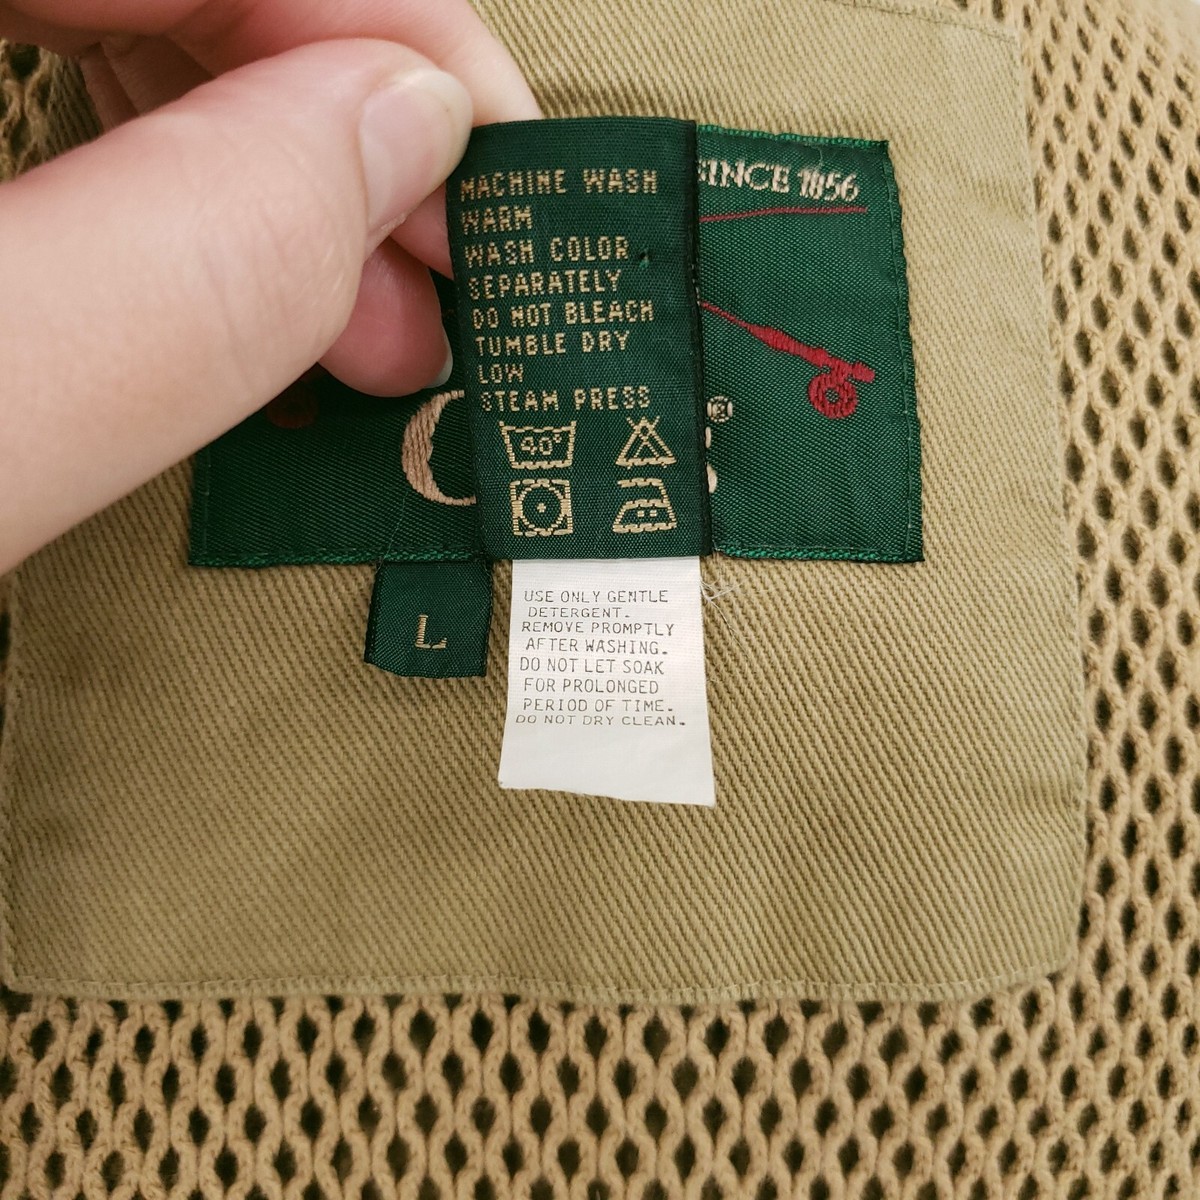 SINCE 1856
MACHINE WASH
WARM
WASH COLOR
SEPARATELY
DO NOT BLEACH
TUMBLE DRY
LOW
STEAM PRESS
40°
®
L
USE ONLY GENTLE
DETERGENT.
REMOVE PROMPTLY
AFTER WASHING.
DO NOT LET SOAK
FOR PROLONGED
PERIOD OF TIME.
DO NOT DRY CLEAN.